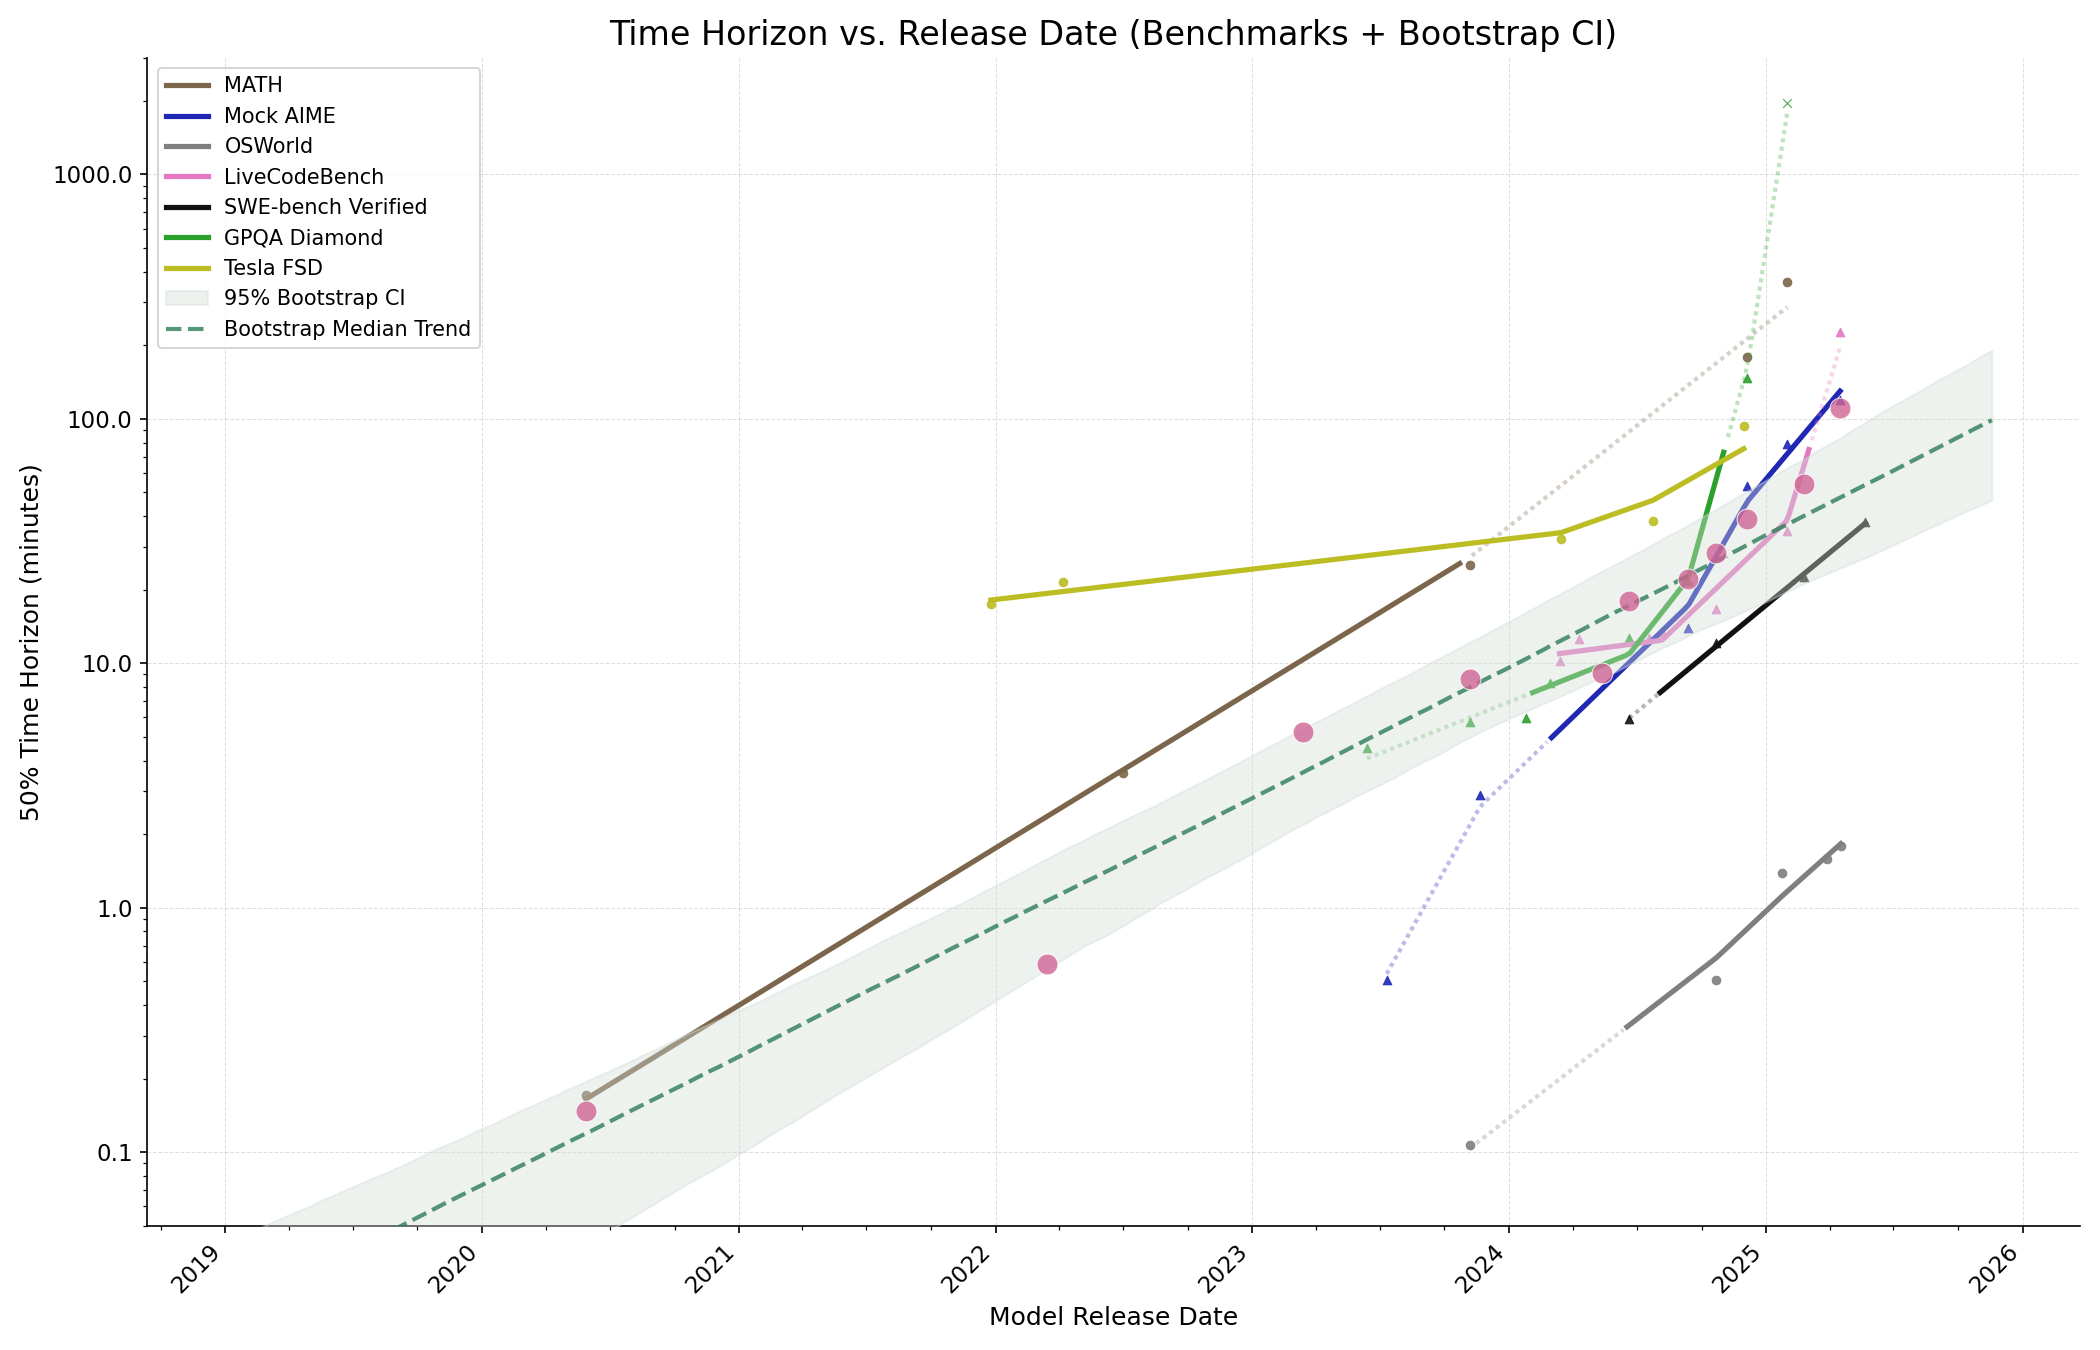 Time Horizon vs. Release Date (Benchmarks + Bootstrap CI)
MATH
Mock AIME
OSWorld
LiveCodeBench
SWE-bench Verified
GPQA Diamond
Tesla FSD
95% Bootstrap CI
Bootstrap Median Trend
50% Time Horizon (minutes)
1000.0
100.0
10.0
1.0
0.1
2019
2020
2021
2022
2023
2024
2025
2026
Model Release Date